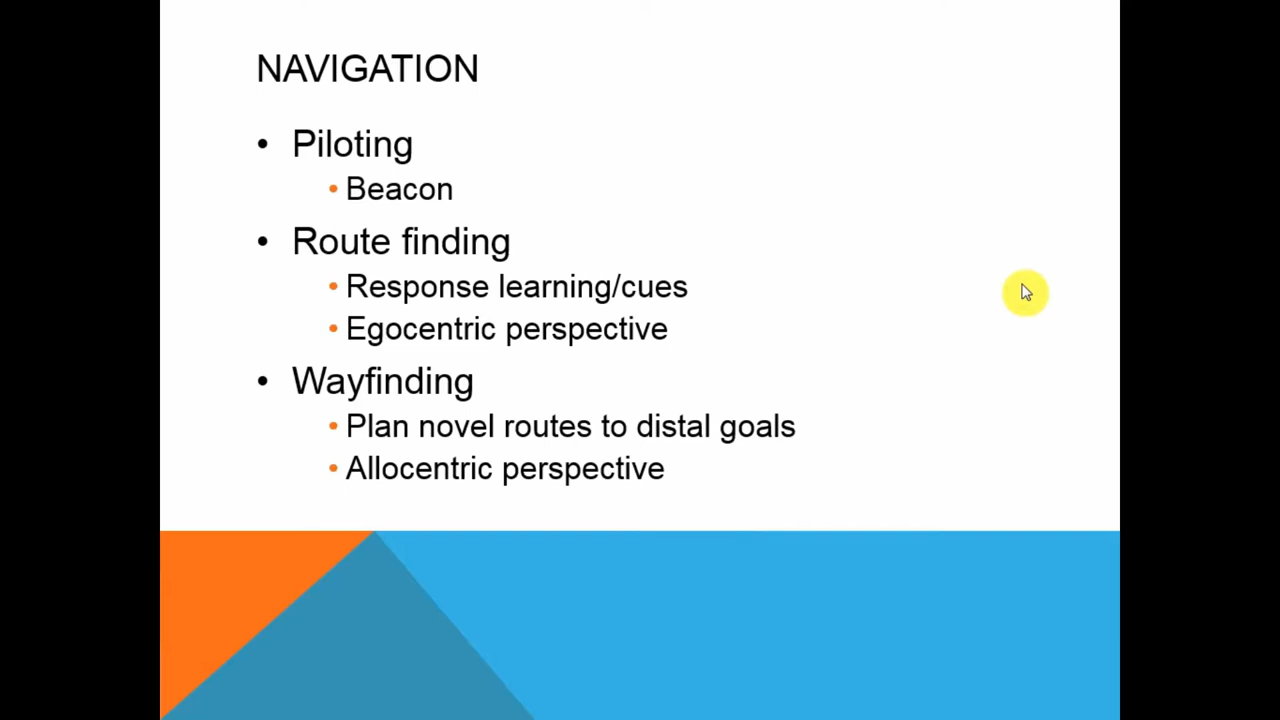 NAVIGATION
• Piloting
• Beacon
• Route finding
• Response learning/cues
• Egocentric perspective
• Wayfinding
• Plan novel routes to distal goals
• Allocentric perspective